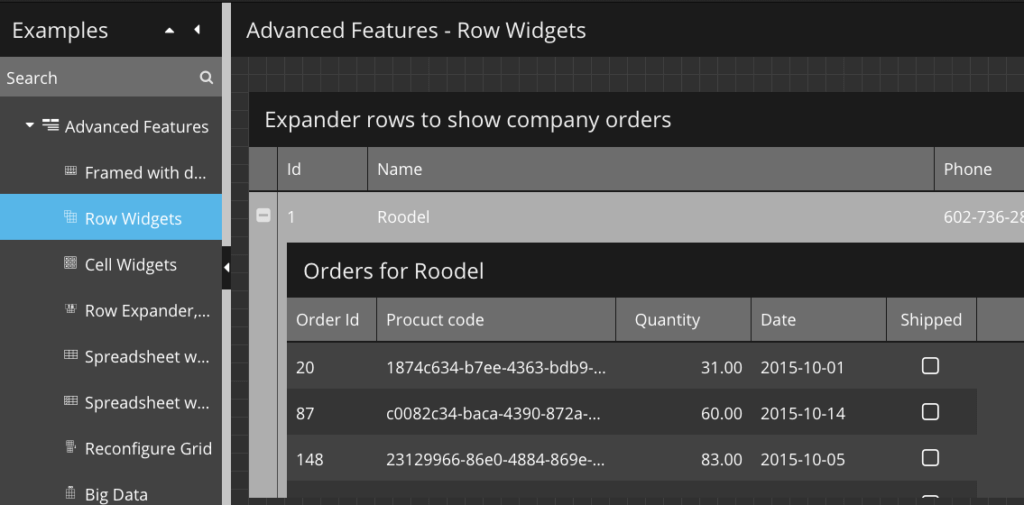 Examples
Search
Advanced Features
Framed with d...
Row Widgets
Cell Widgets
Row Expander,...
Spreadsheet w...
Spreadsheet w...
Reconfigure Grid
Big Data
Advanced Features - Row Widgets
Expander rows to show company orders
Id Name Phone
1 Roodel 602-736-28
Orders for Roodel
Order Id Procuct code Quantity Date Shipped
20 1874c634-b7ee-4363-bdb9-... 31.00 2015-10-01
87 c0082c34-baca-4390-872a-... 60.00 2015-10-14
148 23129966-86e0-4884-869e-... 83.00 2015-10-05